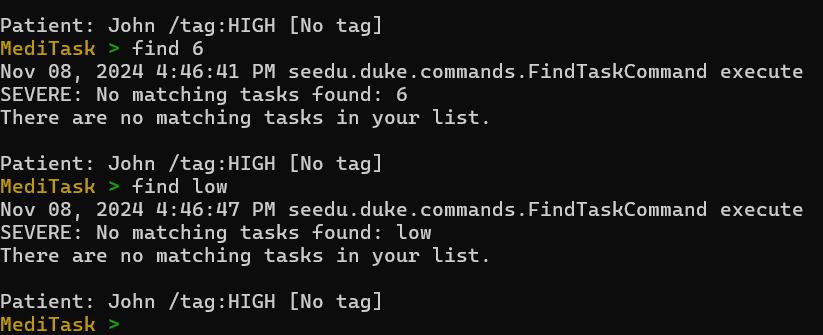 Patient: John /tag:HIGH [No tag]
MediTask > find 6
Nov 08, 2024 4:46:41 PM seedu.duke.commands.FindTaskCommand execute
SEVERE: No matching tasks found: 6
There are no matching tasks in your list.
Patient: John /tag:HIGH [No tag]
MediTask > find low
Nov 08, 2024 4:46:47 PM seedu.duke.commands.FindTaskCommand execute
SEVERE: No matching tasks found: low
There are no matching tasks in your list.
Patient: John /tag:HIGH [No tag]
MediTask >